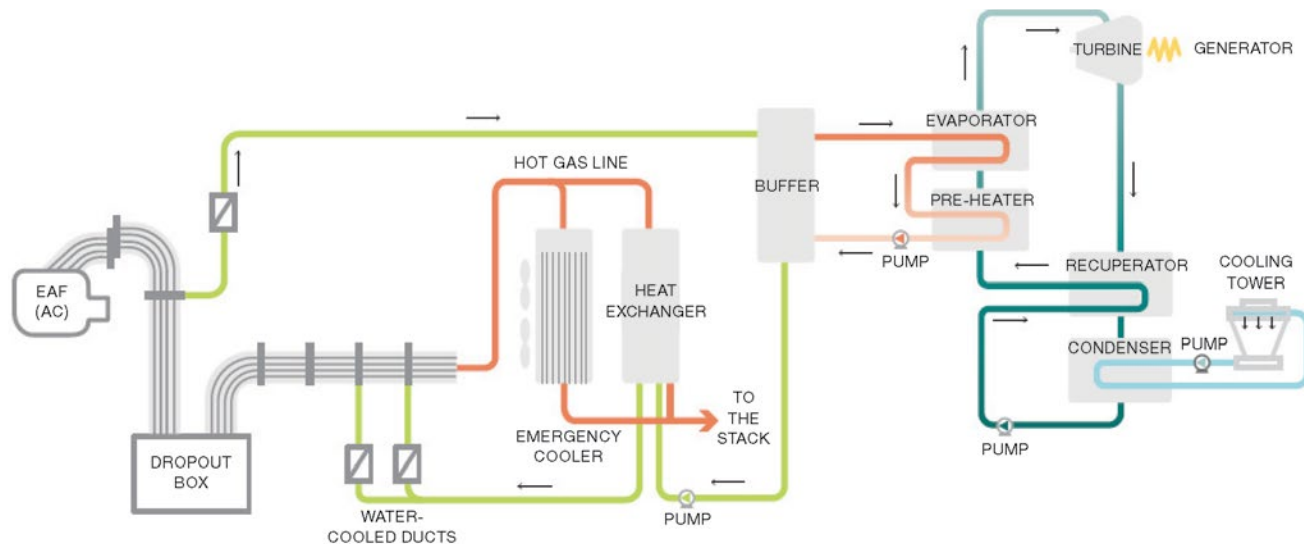 TURBINE
GENERATOR
EVAPORATOR
HOT GAS LINE
BUFFER
PRE-HEATER
PUMP
RECUPERATOR
COOLING
TOWER
EAF
(AC)
HEAT
EXCHANGER
CONDENSER
PUMP
TO
THE
STACK
EMERGENCY
COOLER
PUMP
DROPOUT
BOX
WATER-
COOLED DUCTS
PUMP